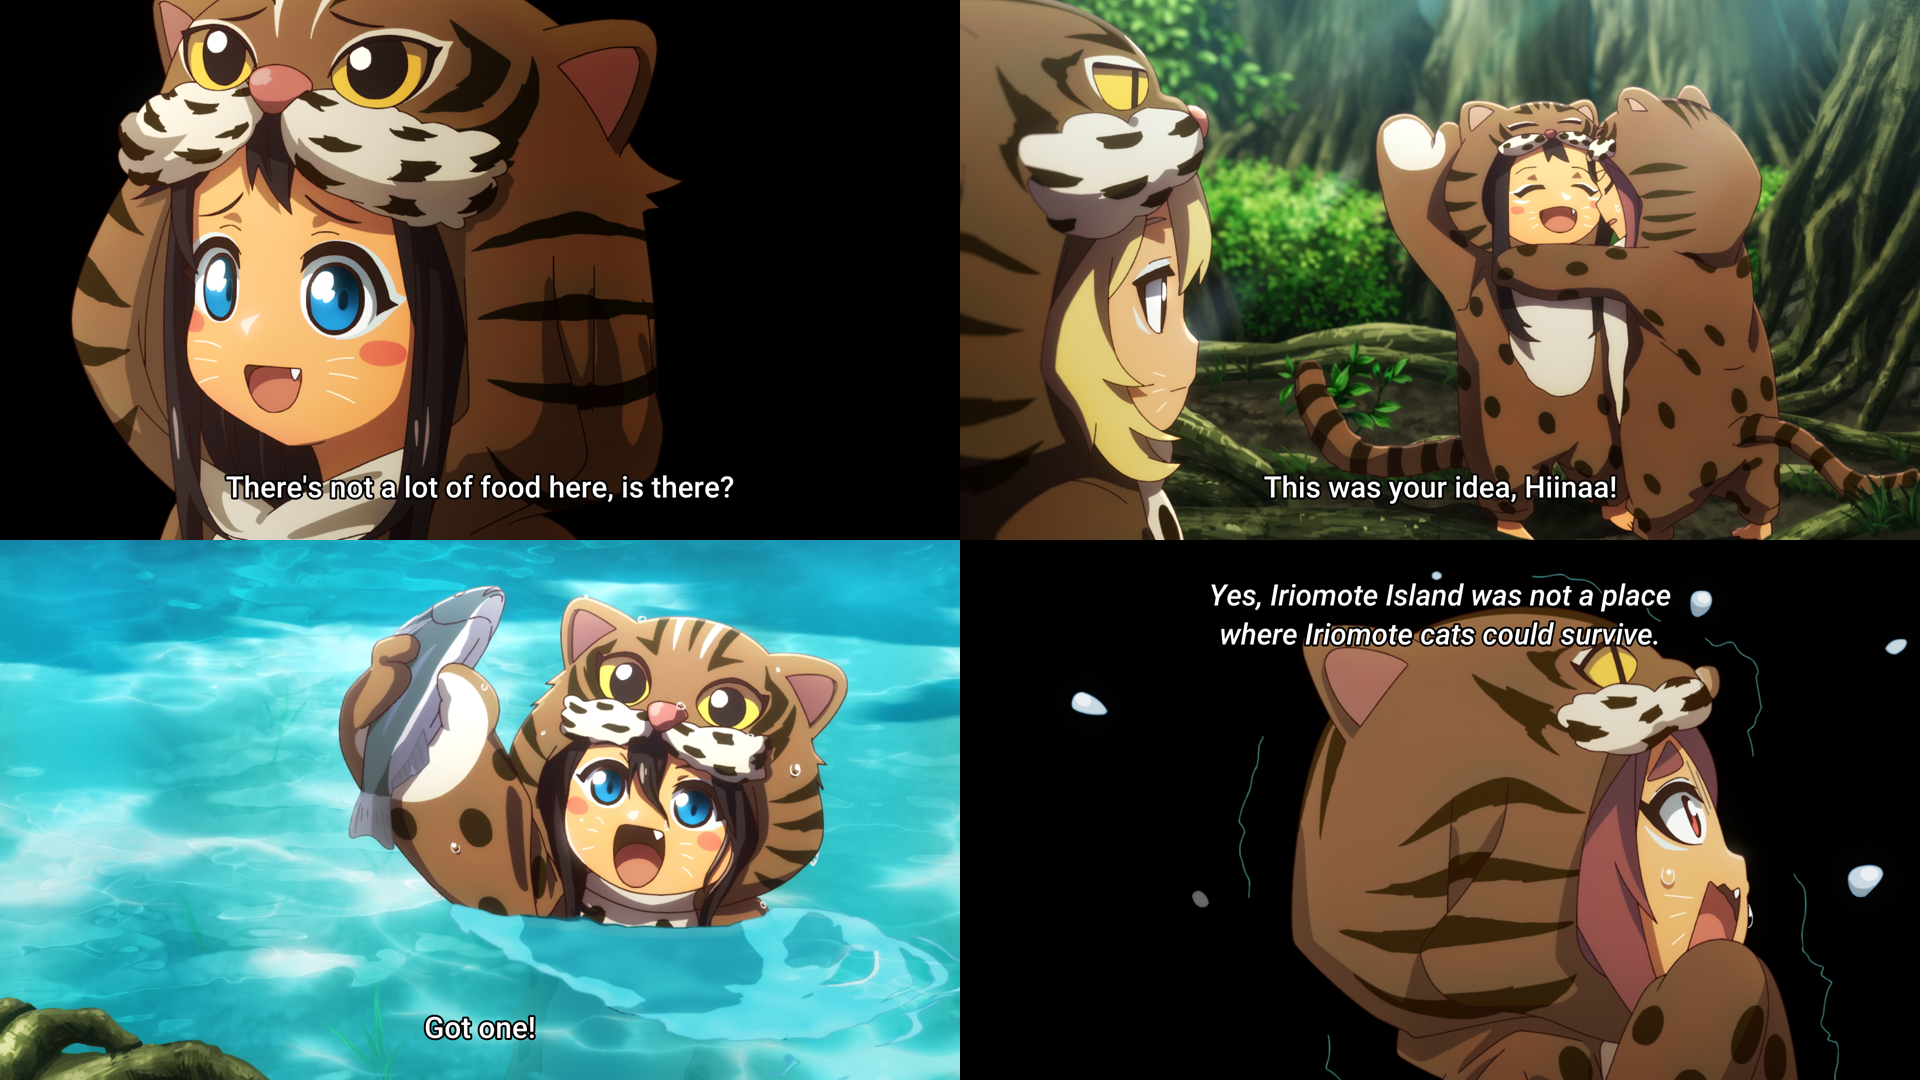 There's not a lot of food here, is there?
This was your idea, Hiinaa!
Got one!
Yes, Iriomote Island was not a place
where Iriomote cats could survive.